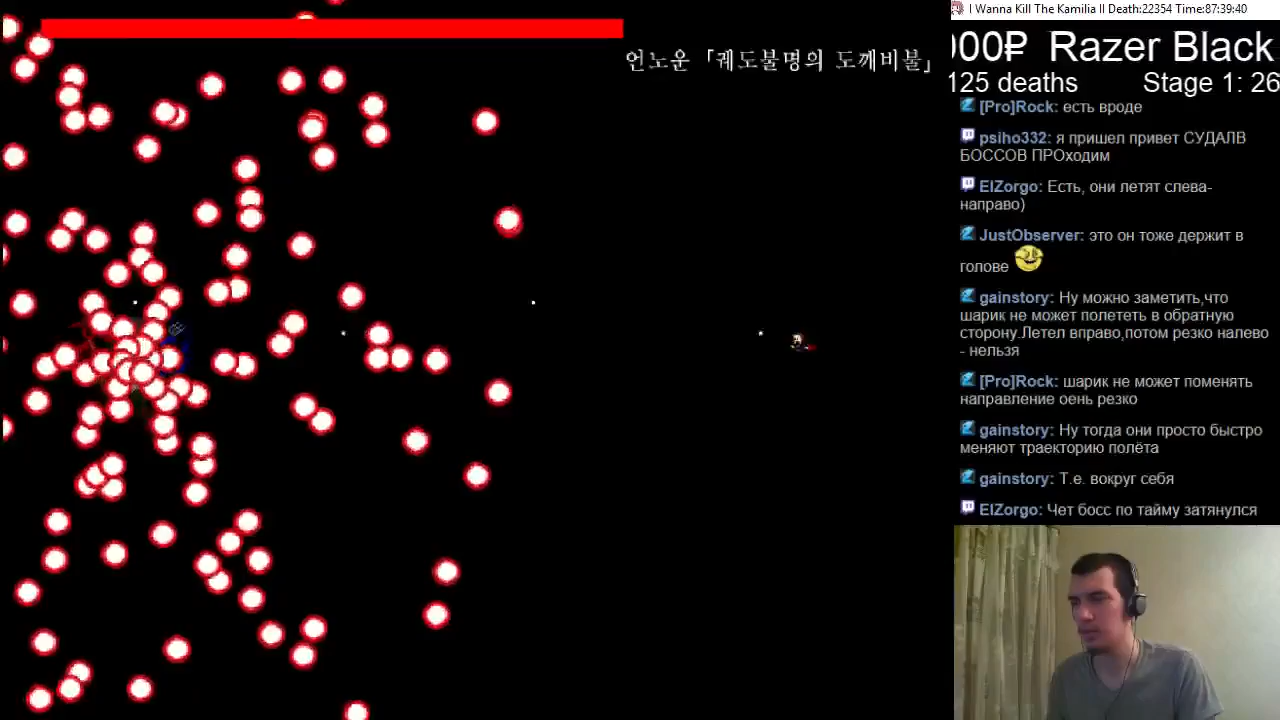 I Wanna Kill The Kamilia II Death:22354 Time:87:39:40
언노운「궤도불명의 도깨비불」
000₽ Razer Black
125 deaths Stage 1: 26
[Pro]Rock: есть вроде
psiho332: я пришел привет СУДАЛВ
БОССОВ ПРОходим
ElZorgo: Есть, они летят слева-
направо)
JustObserver: это он тоже держит в
голове
gainstory: Ну можно заметить,что
шарик не может полететь в обратную
сторону.Летел вправо,потом резко налево
- нельзя
[Pro]Rock: шарик не может поменять
направление оень резко
gainstory: Ну тогда они просто быстро
меняют траекторию полёта
gainstory: Т.е. вокруг себя
ElZorgo: Чет босс по тайму затянулся